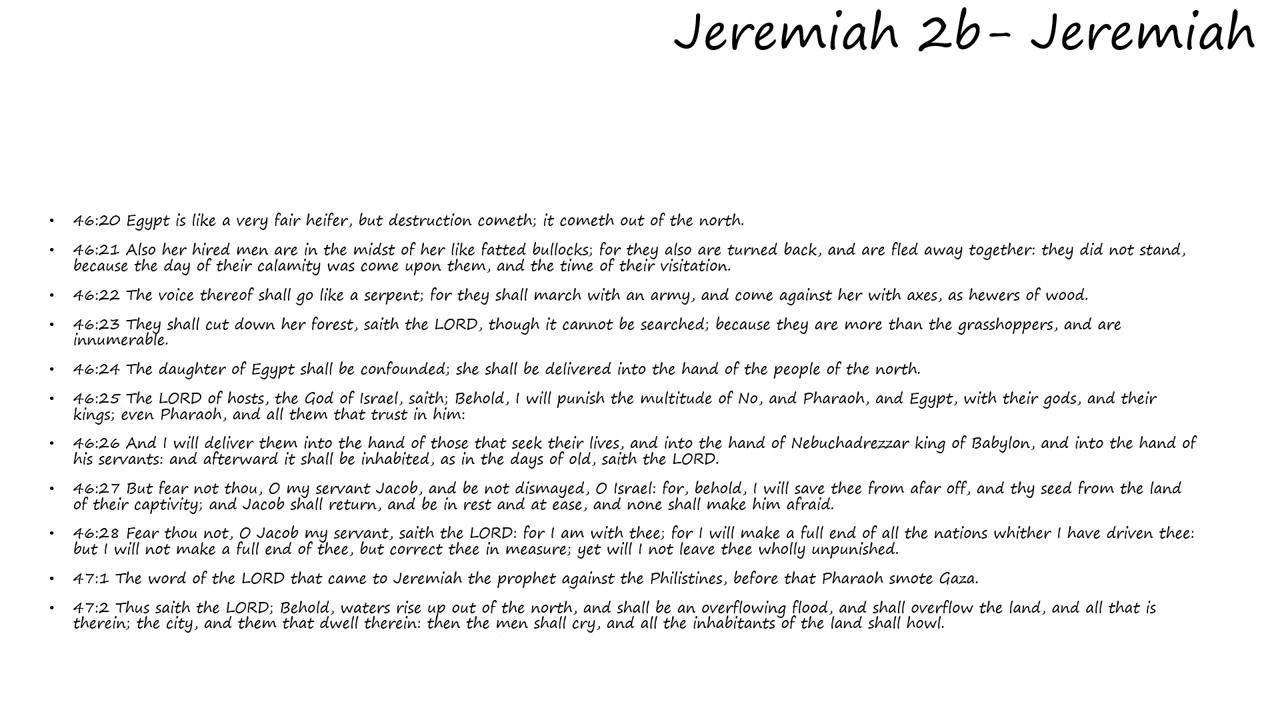 Jeremiah 2b- Jeremiah
• 46:20 Egypt is like a very fair heifer, but destruction cometh; it cometh out of the north.
• 46:21 Also her hired men are in the midst of her like fatted bullocks; for they also are turned back, and are fled away together: they did not stand,
because the day of their calamity was come upon them, and the time of their visitation.
• 46:22 The voice thereof shall go like a serpent; for they shall march with an army, and come against her with axes, as hewers of wood.
• 46:23 They shall cut down her forest, saith the LORD, though it cannot be searched; because they are more than the grasshoppers, and are
innumerable.
• 46:24 The daughter of Egypt shall be confounded; she shall be delivered into the hand of the people of the north.
• 46:25 The LORD of hosts, the God of Israel, saith; Behold, I will punish the multitude of No, and Pharaoh, and Egypt, with their gods, and their
kings; even Pharaoh, and all them that trust in him:
• 46:26 And I will deliver them into the hand of those that seek their lives, and into the hand of Nebuchadrezzar king of Babylon, and into the hand of
his servants: and afterward it shall be inhabited, as in the days of old, saith the LORD.
• 46:27 But fear not thou, O my servant Jacob, and be not dismayed, O Israel: for, behold, I will save thee from afar off, and thy seed from the land
of their captivity; and Jacob shall return, and be in rest and at ease, and none shall make him afraid.
• 46:28 Fear thou not, O Jacob my servant, saith the LORD: for I am with thee; for I will make a full end of all the nations whither I have driven thee:
but I will not make a full end of thee, but correct thee in measure; yet will I not leave thee wholly unpunished.
• 47:1 The word of the LORD that came to Jeremiah the prophet against the Philistines, before that Pharaoh smote Gaza.
• 47:2 Thus saith the LORD; Behold, waters rise up out of the north, and shall be an overflowing flood, and shall overflow the land, and all that is
therein; the city, and them that dwell therein: then the men shall cry, and all the inhabitants of the land shall howl.